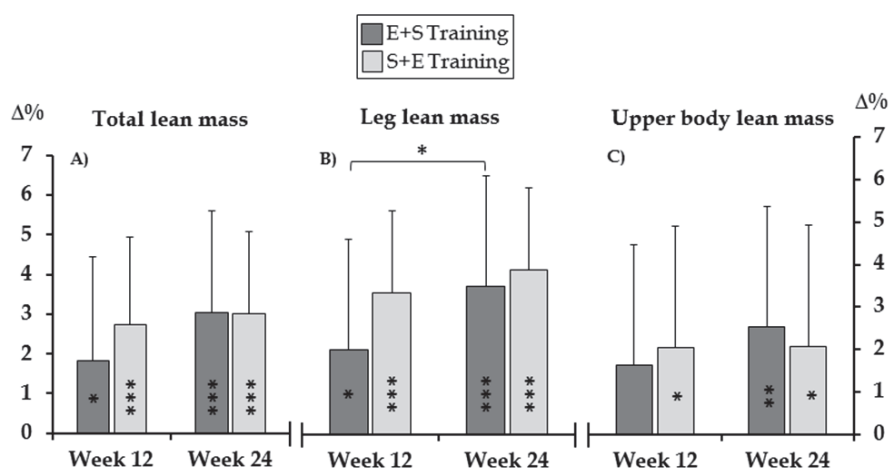 E+S Training
S+E Training
Δ% Total lean mass Leg lean mass Upper body lean mass Δ%
A) B) * C)
7 7
6 6
5 5
4 4
3 3
2 2
1 1
0 0
* *** *** *** * *** *** *** * ** *
Week 12 Week 24 Week 12 Week 24 Week 12 Week 24